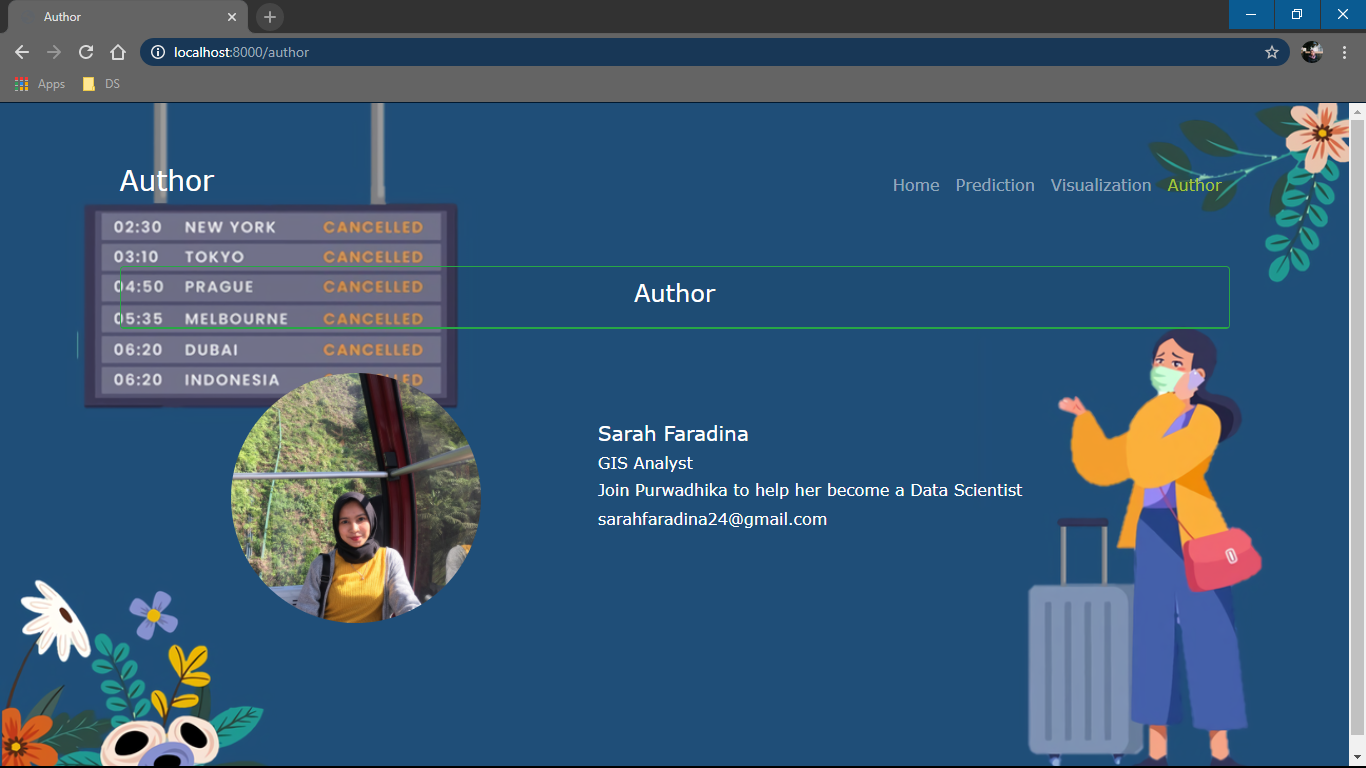 Author
localhost:8000/author
Apps DS
Author Home Prediction Visualization Author
02:30 NEW YORK CANCELLED
03:10 TOKYO CANCELLED
04:50 PRAGUE CANCELLED
Author
05:35 MELBOURNE CANCELLED
06:20 DUBAI CANCELLED
06:20 INDONESIA CANCELLED
Sarah Faradina
GIS Analyst
Join Purwadhika to help her become a Data Scientist
sarahfaradina24@gmail.com